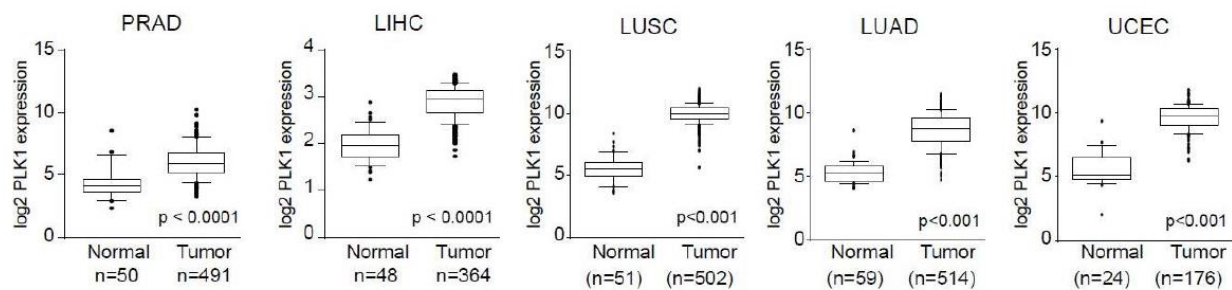 PRAD
log2 PLK1 expression
15
10
5
0
p < 0.0001
Normal Tumor
n=50 n=491
LIHC
log2 PLK1 expression
4
3
2
1
0
p < 0.0001
Normal Tumor
n=48 n=364
LUSC
log2 PLK1 expression
15
10
5
0
p<0.001
Normal Tumor
(n=51) (n=502)
LUAD
log2 PLK1 expression
15
10
5
0
p<0.001
Normal Tumor
(n=59) (n=514)
UCEC
log2 PLK1 expression
15
10
5
0
p<0.001
Normal Tumor
(n=24) (n=176)